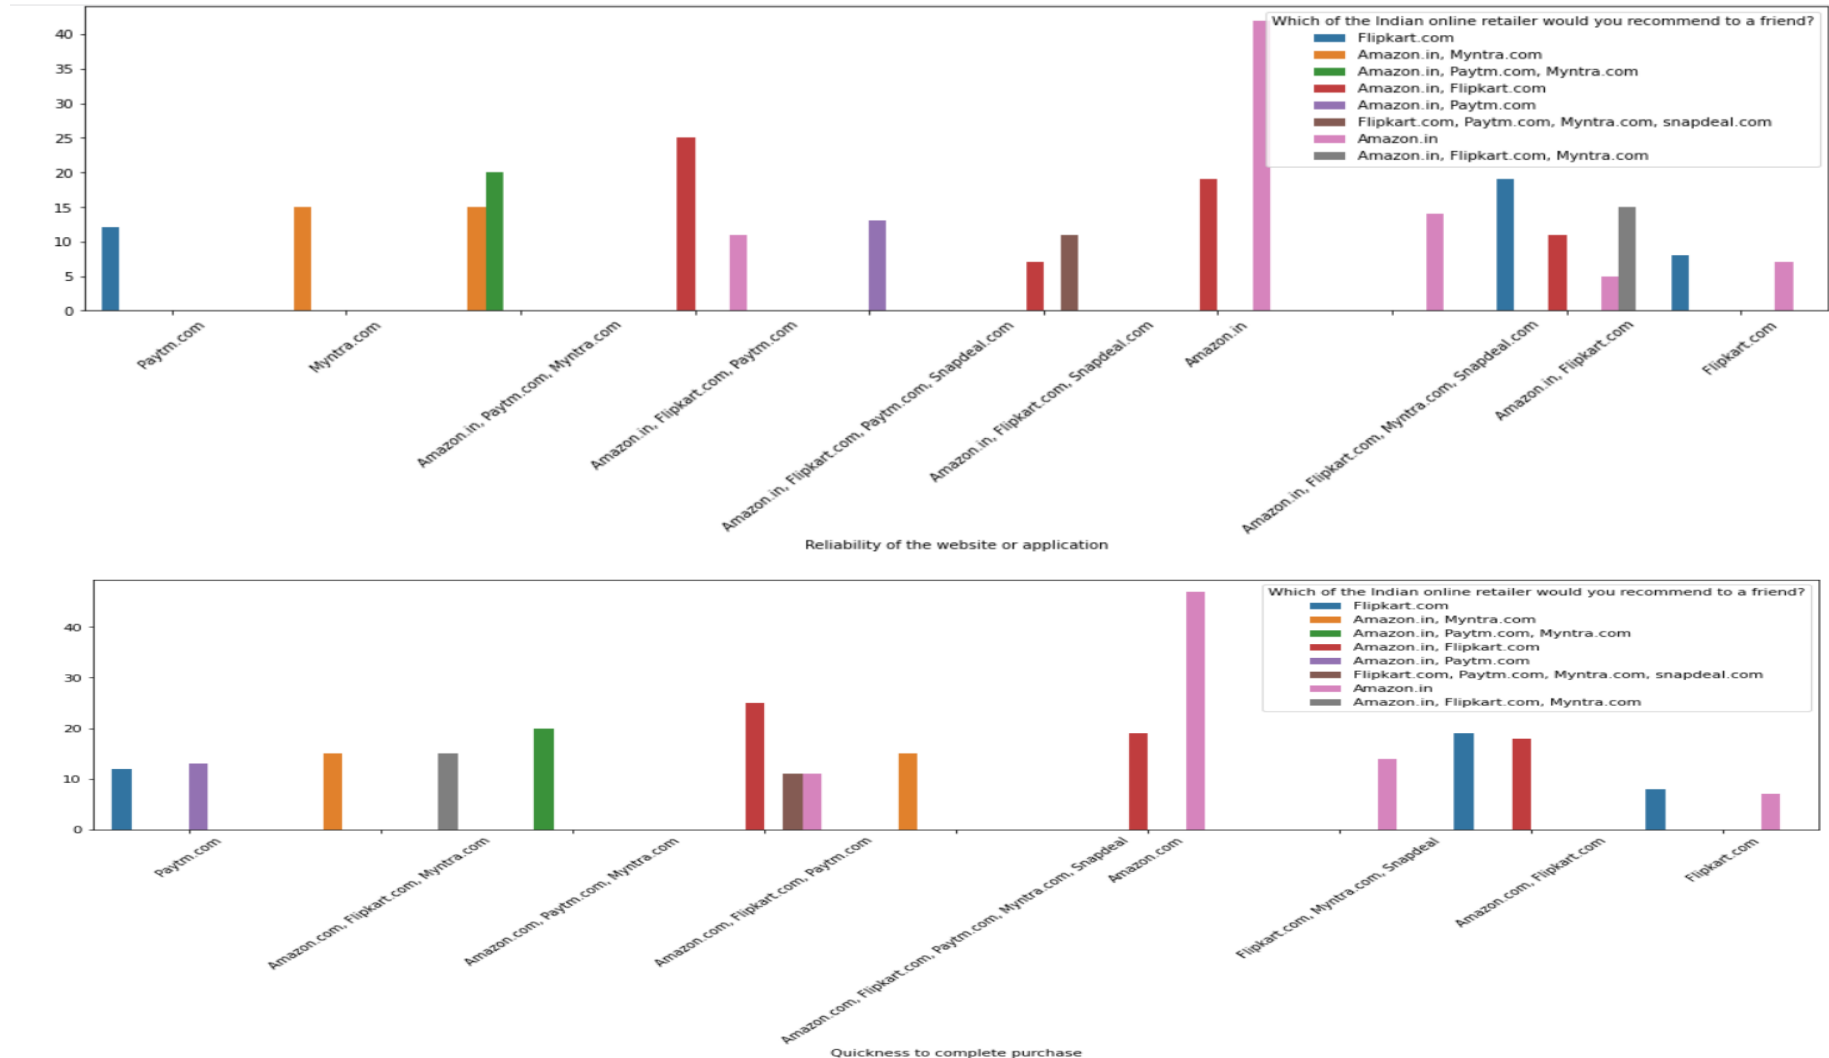 40
35
30
25
20
15
10
5
0
Which of the Indian online retailer would you recommend to a friend?
Flipkart.com
Amazon.in, Myntra.com
Amazon.in, Paytm.com, Myntra.com
Amazon.in, Flipkart.com
Amazon.in, Paytm.com
Flipkart.com, Paytm.com, Myntra.com, snapdeal.com
Amazon.in
Amazon.in, Flipkart.com, Myntra.com
Paytm.com
Myntra.com
Amazon.in, Paytm.com, Myntra.com
Amazon.in, Flipkart.com, Paytm.com
Amazon.in, Flipkart.com, Paytm.com, Snapdeal.com
Amazon.in, Flipkart.com, Snapdeal.com
Amazon.in
Amazon.in, Flipkart.com, Myntra.com, Snapdeal.com
Amazon.in, Flipkart.com
Flipkart.com
Reliability of the website or application
40
30
20
10
0
Which of the Indian online retailer would you recommend to a friend?
Flipkart.com
Amazon.in, Myntra.com
Amazon.in, Paytm.com, Myntra.com
Amazon.in, Flipkart.com
Amazon.in, Paytm.com
Flipkart.com, Paytm.com, Myntra.com, snapdeal.com
Amazon.in
Amazon.in, Flipkart.com, Myntra.com
Paytm.com
Amazon.com, Flipkart.com, Myntra.com
Amazon.com, Paytm.com, Myntra.com
Amazon.com, Flipkart.com, Paytm.com
Amazon.com, Flipkart.com, Paytm.com, Myntra.com, Snapdeal
Amazon.com
Flipkart.com, Myntra.com, Snapdeal
Amazon.com, Flipkart.com
Flipkart.com
Quickness to complete purchase